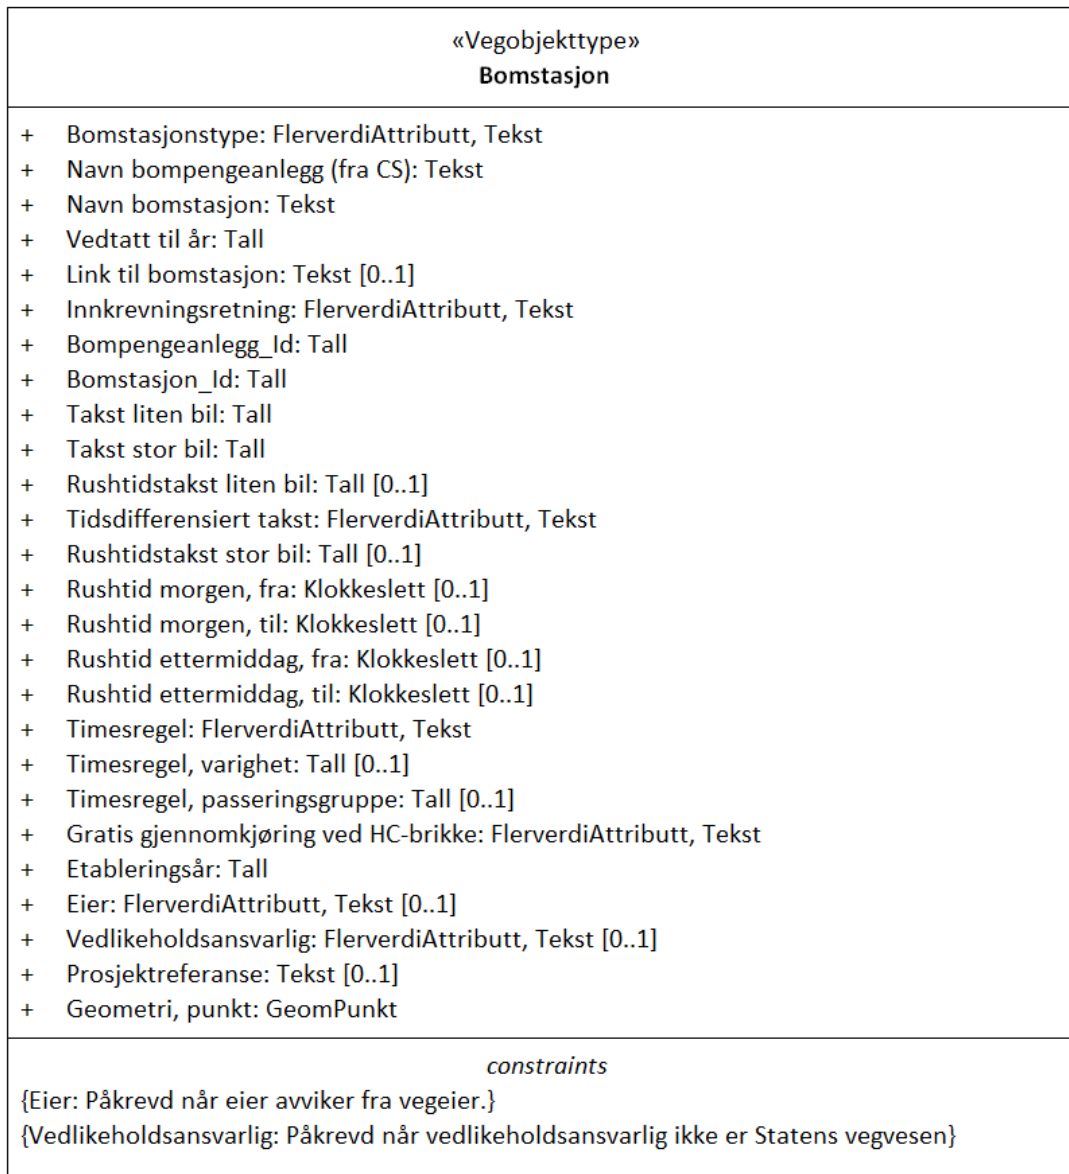 «Vegobjekttype»
Bomstasjon
+ Bomstasjonstype: FlerverdiAttributt, Tekst
+ Navn bompengeanlegg (fra CS): Tekst
+ Navn bomstasjon: Tekst
+ Vedtatt til år: Tall
+ Link til bomstasjon: Tekst [0..1]
+ Innkrevningsretning: FlerverdiAttributt, Tekst
+ Bompengeanlegg_Id: Tall
+ Bomstasjon_Id: Tall
+ Takst liten bil: Tall
+ Takst stor bil: Tall
+ Rushtidstakst liten bil: Tall [0..1]
+ Tidsdifferensiert takst: FlerverdiAttributt, Tekst
+ Rushtidstakst stor bil: Tall [0..1]
+ Rushtid morgen, fra: Klokkeslett [0..1]
+ Rushtid morgen, til: Klokkeslett [0..1]
+ Rushtid ettermiddag, fra: Klokkeslett [0..1]
+ Rushtid ettermiddag, til: Klokkeslett [0..1]
+ Timesregel: FlerverdiAttributt, Tekst
+ Timesregel, varighet: Tall [0..1]
+ Timesregel, passeringsgruppe: Tall [0..1]
+ Gratis gjennomkjøring ved HC-brikke: FlerverdiAttributt, Tekst
+ Etableringsår: Tall
+ Eier: FlerverdiAttributt, Tekst [0..1]
+ Vedlikeholdsansvarlig: FlerverdiAttributt, Tekst [0..1]
+ Prosjektreferanse: Tekst [0..1]
+ Geometri, punkt: GeomPunkt
constraints
{Eier: Påkrevd når eier avviker fra vegeier.}
{Vedlikeholdsansvarlig: Påkrevd når vedlikeholdsansvarlig ikke er Statens vegvesen}